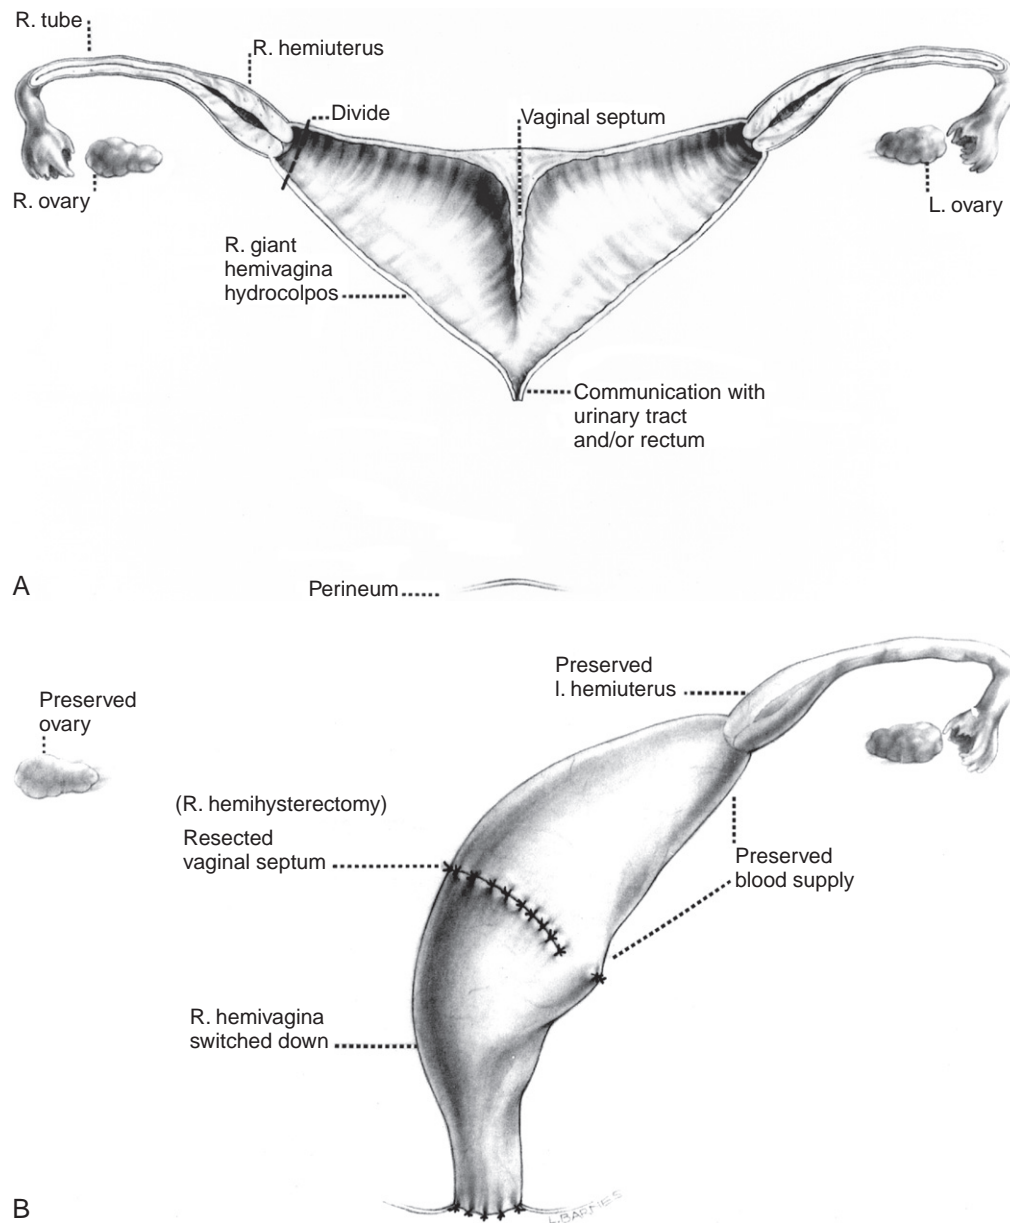 R. tube
R. hemiuterus
Divide
Vaginal septum
R. ovary
L. ovary
R. giant
hemivagina
hydrocolpos
Communication with
urinary tract
and/or rectum
A
Perineum
Preserved
l. hemiuterus
Preserved
ovary
(R. hemihysterectomy)
Resected
vaginal septum
Preserved
blood supply
R. hemivagina
switched down
B
L. BARNES